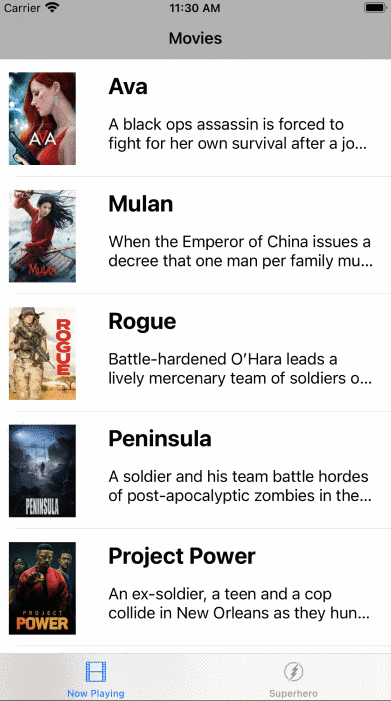 Carrier 11:30 AM
Movies
Ava
A black ops assassin is forced to
fight for her own survival after a jo...
AVA
Mulan
When the Emperor of China issues a
decree that one man per family mu...
MULAN
Rogue
Battle-hardened O’Hara leads a
lively mercenary team of soldiers o...
ROGUE
Peninsula
A soldier and his team battle hordes
of post-apocalyptic zombies in the...
PENINSULA
Project Power
An ex-soldier, a teen and a cop
collide in New Orleans as they hun...
PROJECT
POWER
Now Playing
Superhero